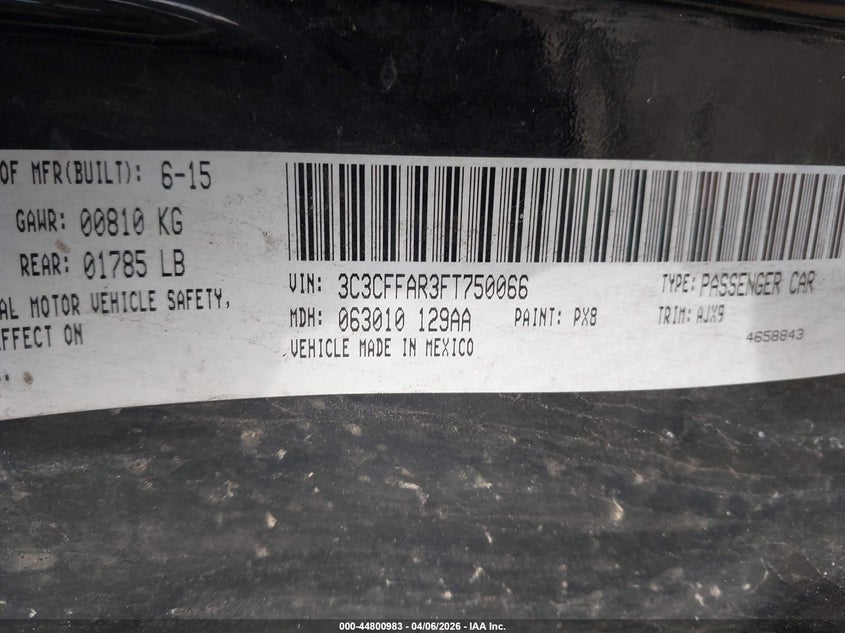 OF MFR(BUILT): 6-15
GAWR: 00810 KG
REAR: 01785 LB
AL MOTOR VEHICLE SAFETY,
EFFECT ON
VIN: 3C3CFFAR3FT750066
TYPE: PASSENGER CAR
MDH: 063010 129AA
PAINT: PX8
TRIM: AJX9
VEHICLE MADE IN MEXICO
4658843
000-44800983 - 04/06/2026 - IAA Inc.